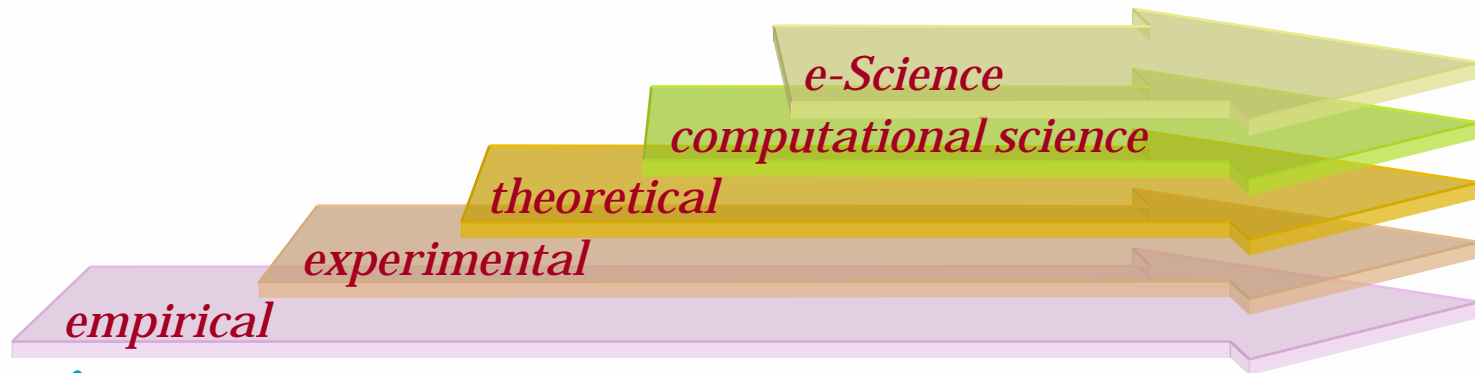 e-Science
computational science
theoretical
experimental
empirical